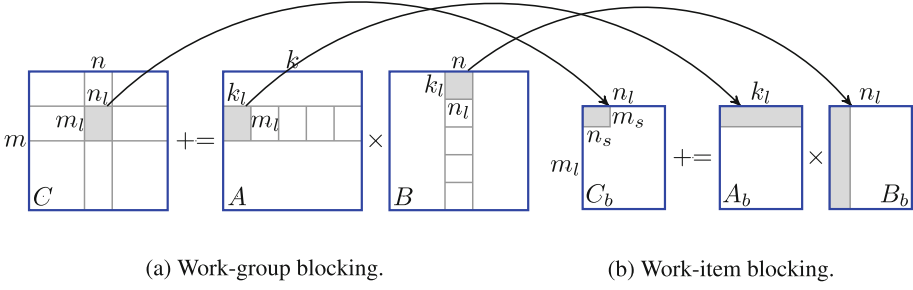 n k n
n_l k_l k_l n_l k_l n_l
m_l m_l n_l m_s
m += × n_s
m_l += ×
C A B C_b A_b B_b
(a) Work-group blocking. (b) Work-item blocking.